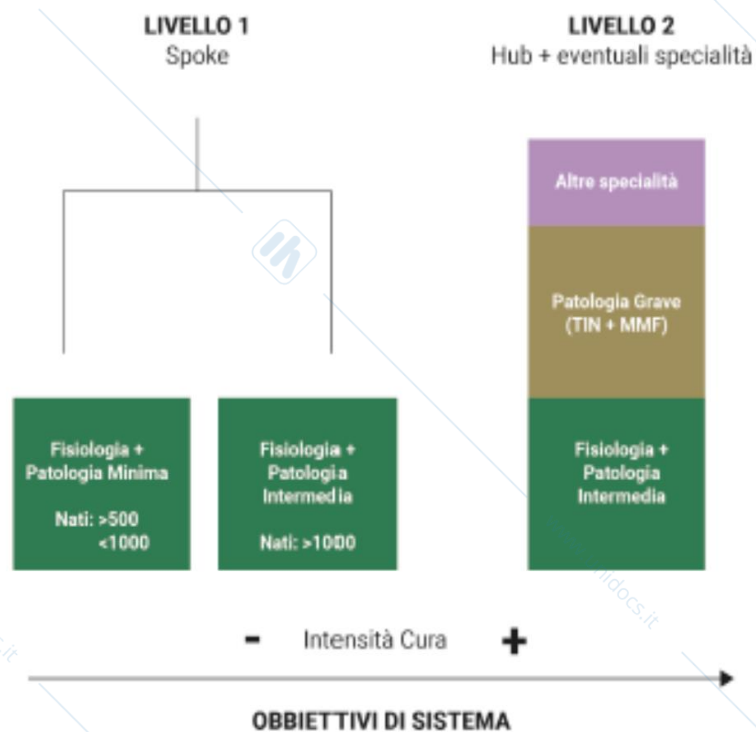 LIVELLO 1
Spoke
LIVELLO 2
Hub + eventuali specialità
Altre specialità
Patologia Grave
(TIN + MMF)
Fisiologia +
Patologia Minima
Nati: >500
<1000
Fisiologia +
Patologia
Intermedia
Nati: >1000
Fisiologia +
Patologia
Intermedia
- Intensità Cura +
OBBIETTIVI DI SISTEMA